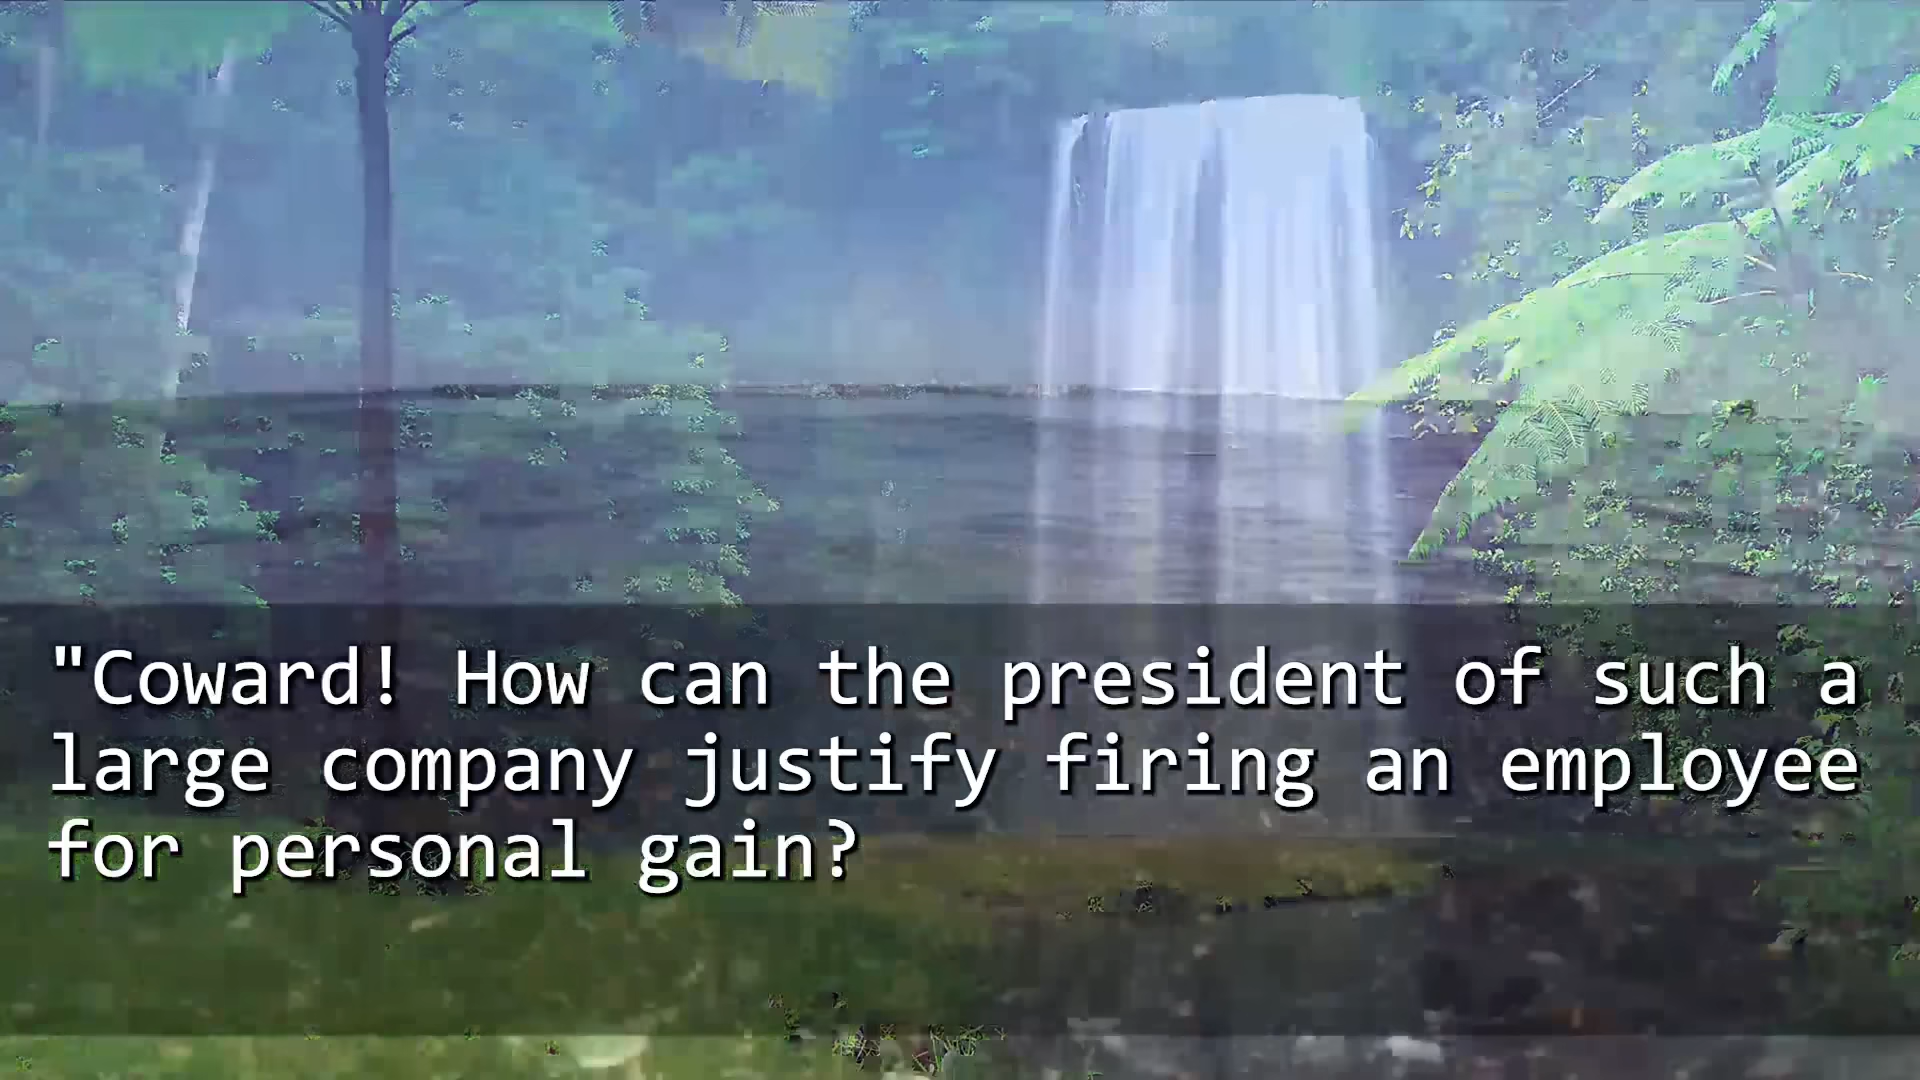 "Coward! How can the president of such a
large company justify firing an employee
for personal gain?